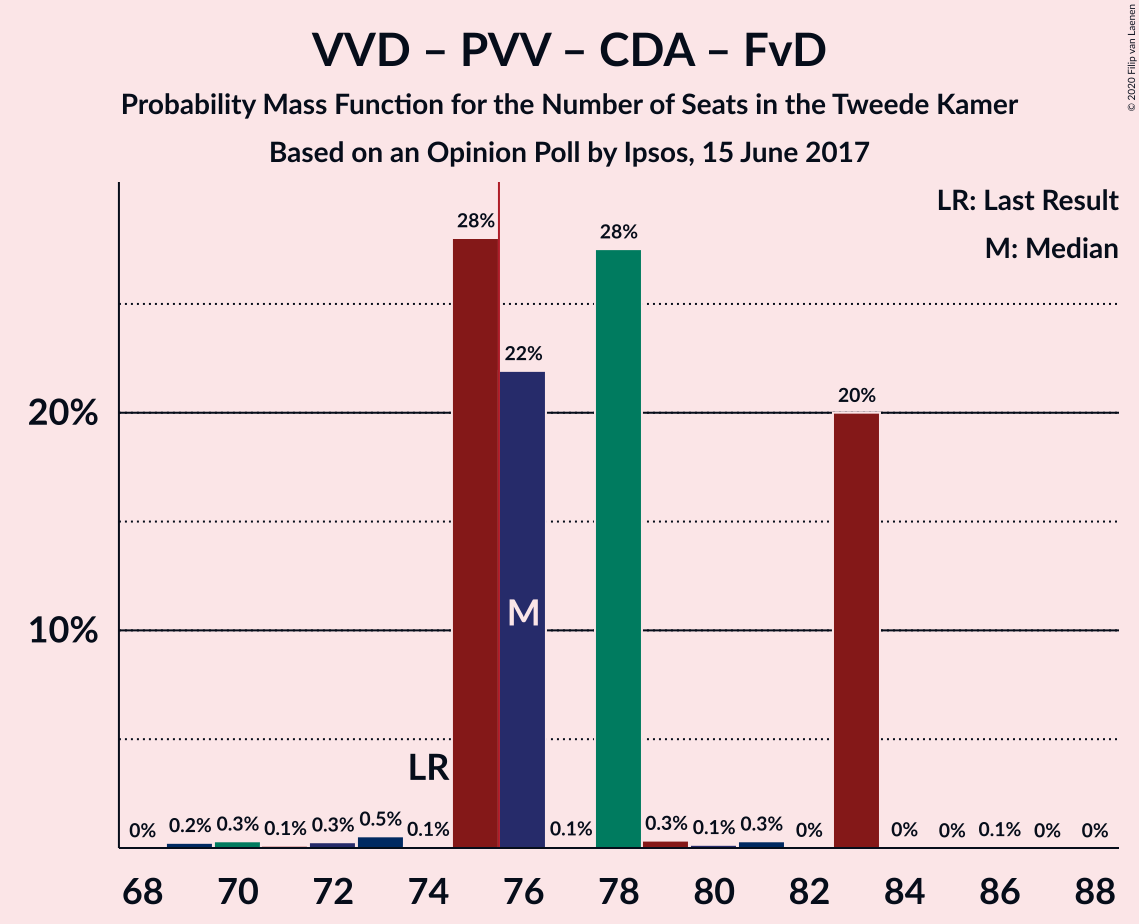 VVD – PVV – CDA – FvD
Probability Mass Function for the Number of Seats in the Tweede Kamer
Based on an Opinion Poll by Ipsos, 15 June 2017
© 2020 Filip van Laenen
LR: Last Result
M: Median
28%
28%
22%
20%
20%
M
10%
LR
0%
0.2%
0.3%
0.1%
0.3%
0.5%
0.1%
0.1%
0.3%
0.1%
0.3%
0%
0%
0%
0.1%
0%
0%
68 70 72 74 76 78 80 82 84 86 88